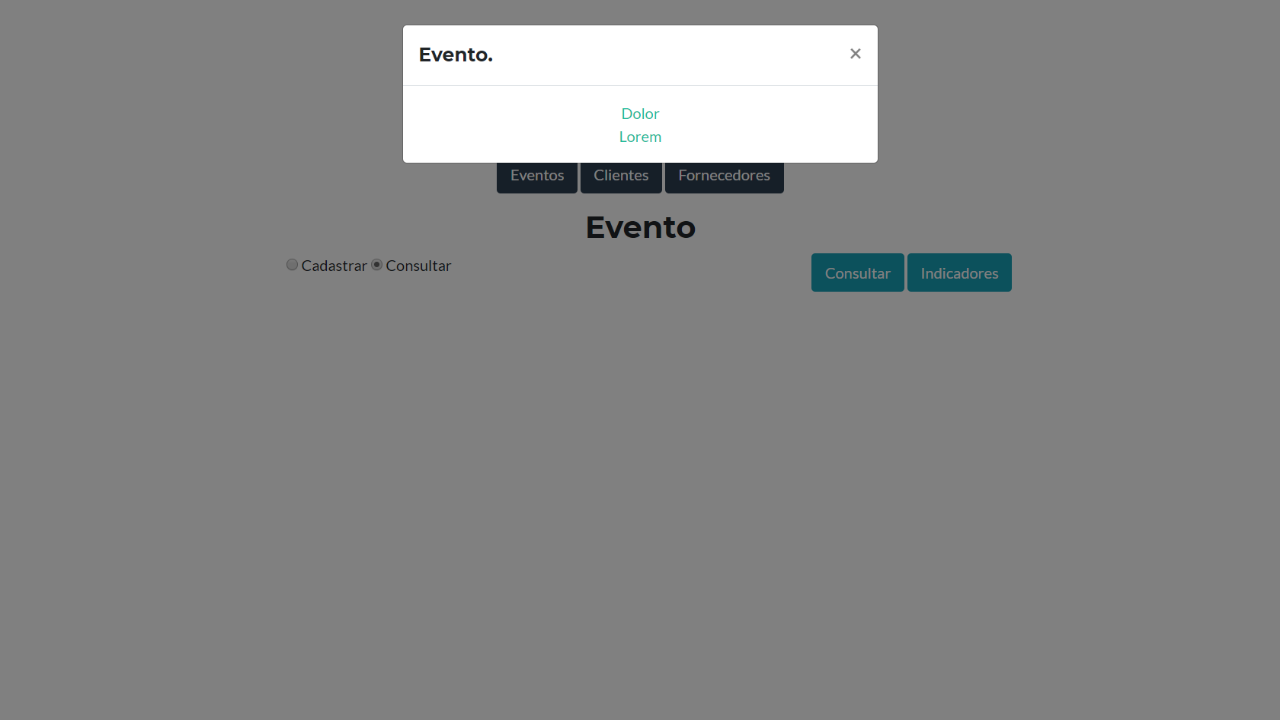 Evento.
×
Dolor
Lorem
Eventos Clientes Fornecedores
Evento
Cadastrar Consultar
Consultar Indicadores